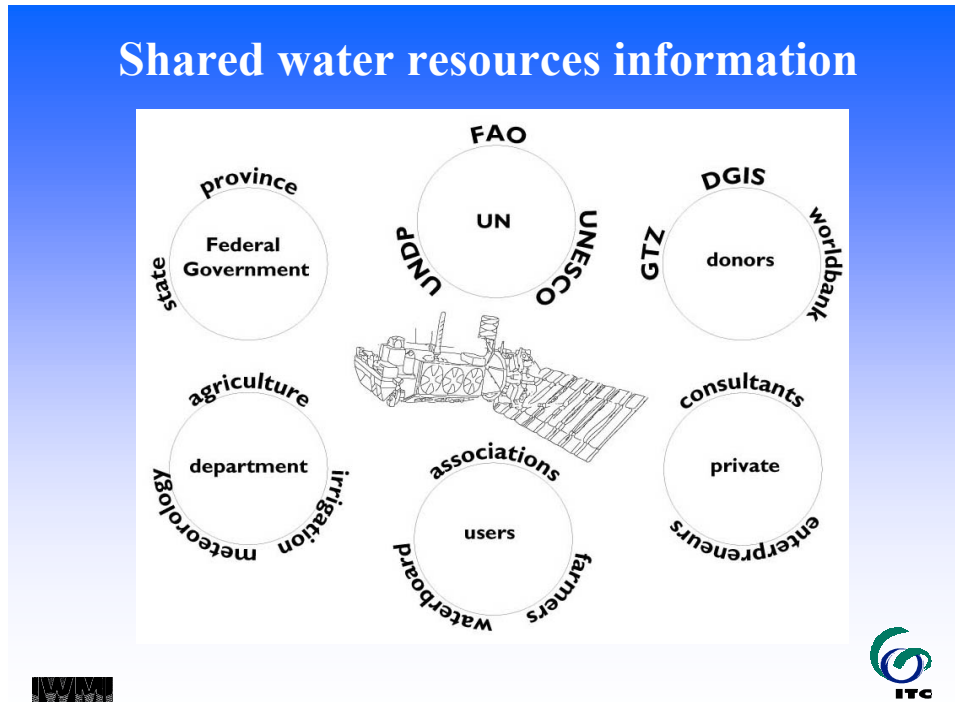 Shared water resources information
province
Federal
Government
state
FAO
UN
UNDP
UNESCO
DGIS
GTZ
donors
worldbank
agriculture
department
meteorology
irrigation
associations
users
waterboard
farmers
consultants
private
enterpreneurs
IWMI
ITC